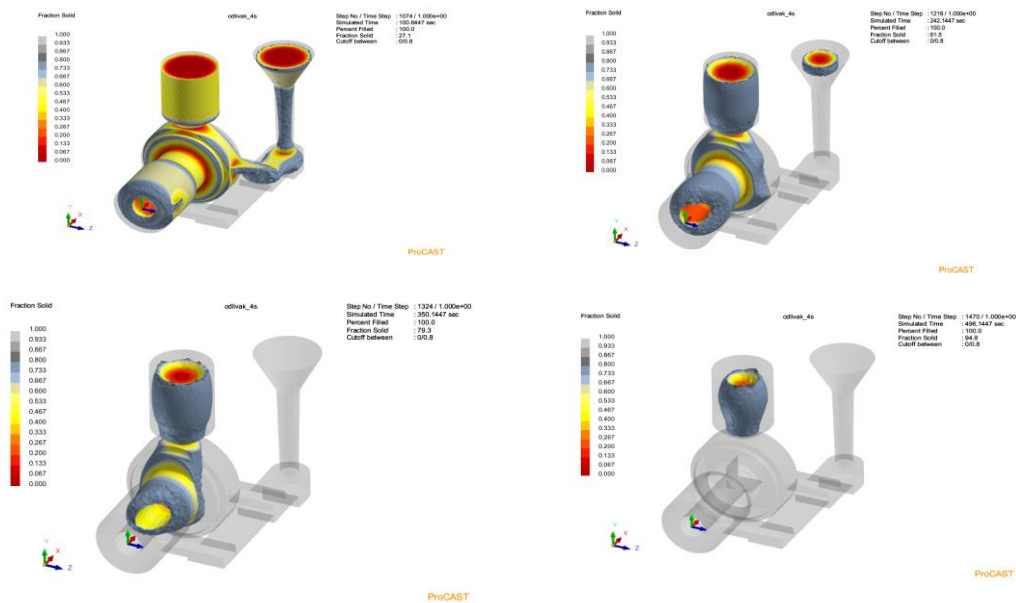 Fraction Solid
odlivak_4s
Step No / Time Step : 1074 / 1.000e+00
Simulated Time : 100.6447 sec
Percent Filled : 100.0
Fraction Solid : 27.1
Cutoff between : 0/0.8
1.000
0.933
0.867
0.800
0.733
0.667
0.600
0.533
0.467
0.400
0.333
0.267
0.200
0.133
0.067
0.000
Y
X
Z
ProCAST
Fraction Solid
odlivak_4s
Step No / Time Step : 1216 / 1.000e+00
Simulated Time : 242.1447 sec
Percent Filled : 100.0
Fraction Solid : 61.5
Cutoff between : 0/0.8
1.000
0.933
0.867
0.800
0.733
0.667
0.600
0.533
0.467
0.400
0.333
0.267
0.200
0.133
0.067
0.000
Y
X
Z
ProCAST
Fraction Solid
odlivak_4s
Step No / Time Step : 1324 / 1.000e+00
Simulated Time : 350.1447 sec
Percent Filled : 100.0
Fraction Solid : 79.3
Cutoff between : 0/0.8
1.000
0.933
0.867
0.800
0.733
0.667
0.600
0.533
0.467
0.400
0.333
0.267
0.200
0.133
0.067
0.000
Y
X
Z
ProCAST
Fraction Solid
odlivak_4s
Step No / Time Step : 1470 / 1.000e+00
Simulated Time : 496.1447 sec
Percent Filled : 100.0
Fraction Solid : 94.8
Cutoff between : 0/0.8
1.000
0.933
0.867
0.800
0.733
0.667
0.600
0.533
0.467
0.400
0.333
0.267
0.200
0.133
0.067
0.000
Y
X
Z
ProCAST